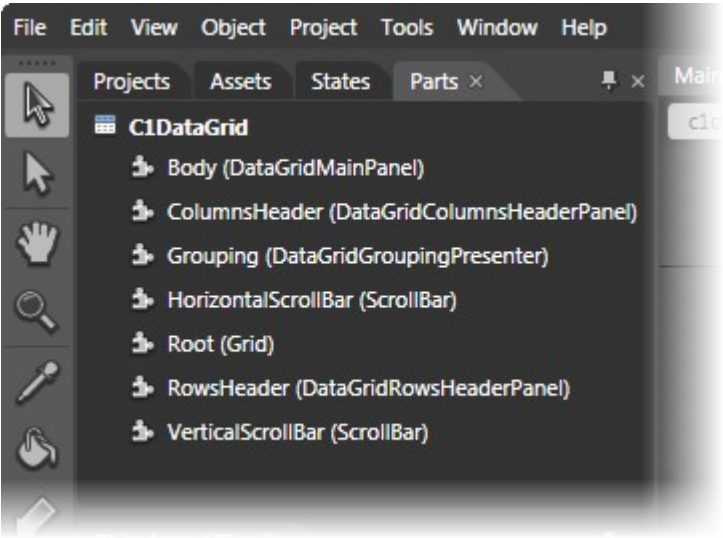 File Edit View Object Project Tools Window Help
Projects Assets States Parts ×
C1DataGrid
Body (DataGridMainPanel)
ColumnsHeader (DataGridColumnsHeaderPanel)
Grouping (DataGridGroupingPresenter)
HorizontalScrollBar (ScrollBar)
Root (Grid)
RowsHeader (DataGridRowsHeaderPanel)
VerticalScrollBar (ScrollBar)